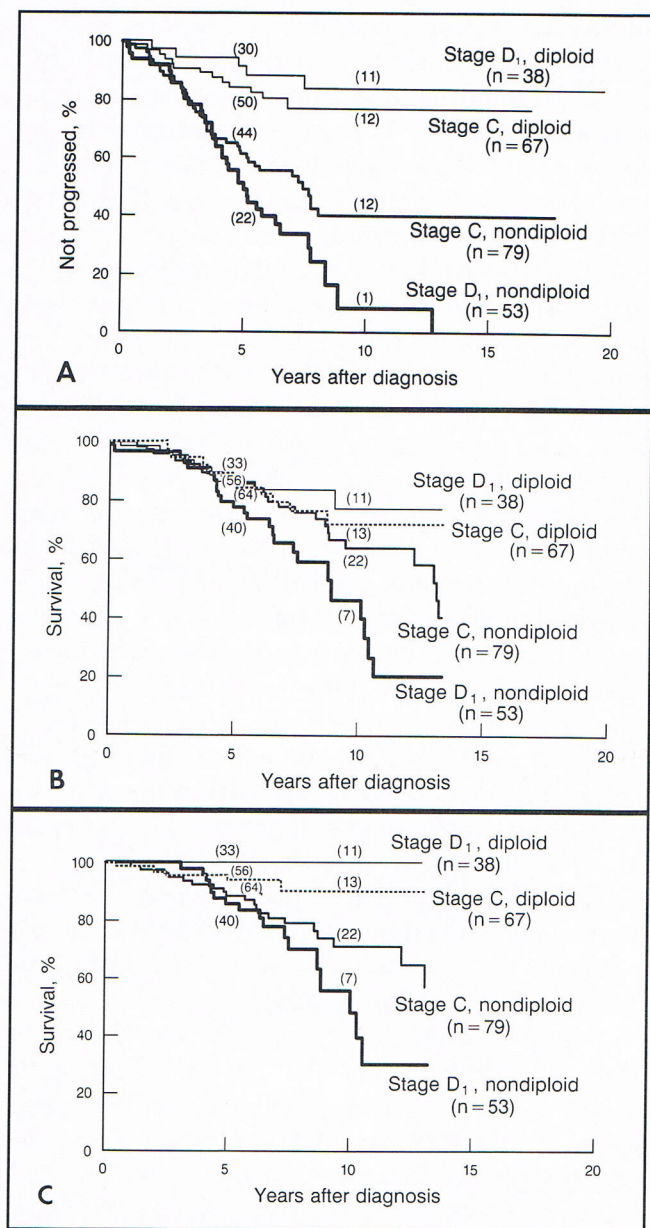 100
80
60
40
20
0
Not progressed, %
(30)
(11)
(50)
(12)
(44)
(12)
(22)
(1)
Stage D₁, diploid
(n = 38)
Stage C, diploid
(n = 67)
Stage C, nondiploid
(n = 79)
Stage D₁, nondiploid
(n = 53)
0 5 10 15 20
A
Years after diagnosis
100
80
60
40
20
0
Survival, %
(33)
(56)
(64)
(40)
(11)
(13)
(22)
(7)
Stage D₁, diploid
(n = 38)
Stage C, diploid
(n = 67)
Stage C, nondiploid
(n = 79)
Stage D₁, nondiploid
(n = 53)
0 5 10 15 20
B
Years after diagnosis
100
80
60
40
20
0
Survival, %
(33)
(11)
(56)
(13)
(64)
(40)
(22)
(7)
Stage D₁, diploid
(n = 38)
Stage C, diploid
(n = 67)
Stage C, nondiploid
(n = 79)
Stage D₁, nondiploid
(n = 53)
0 5 10 15 20
C
Years after diagnosis